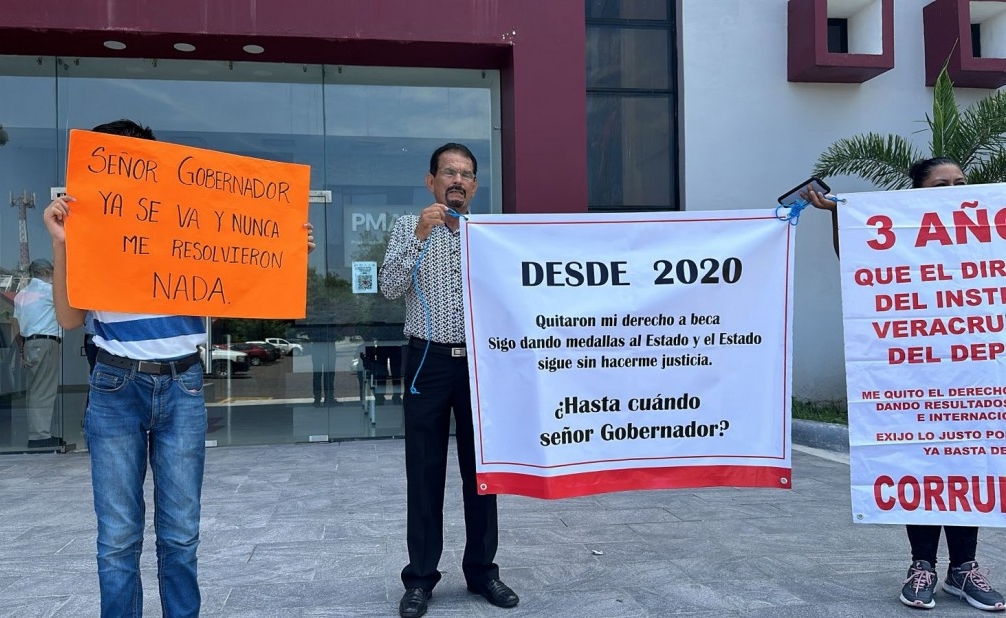 SEÑOR GOBERNADOR
YA SE VA Y NUNCA
ME RESOLVIERON
NADA.
DESDE 2020
Quitaron mi derecho a beca
Sigo dando medallas al Estado y el Estado
sigue sin hacerme justicia.
¿Hasta cuándo
señor Gobernador?
3 AÑO
QUE EL DIR
DEL INSTI
VERACRU
DEL DEP
ME QUITO EL DERECHO
DANDO RESULTADOS
E INTERNACIO
EXIJO LO JUSTO PO
YA BASTA DE
CORRU
PMA